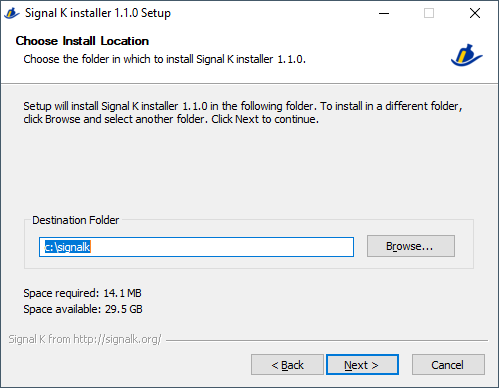 Signal K installer 1.1.0 Setup
Choose Install Location
Choose the folder in which to install Signal K installer 1.1.0.
Setup will install Signal K installer 1.1.0 in the following folder. To install in a different folder,
click Browse and select another folder. Click Next to continue.
Destination Folder
c:\signalk
Browse...
Space required: 14.1 MB
Space available: 29.5 GB
Signal K from http://signalk.org/
< Back
Next >
Cancel